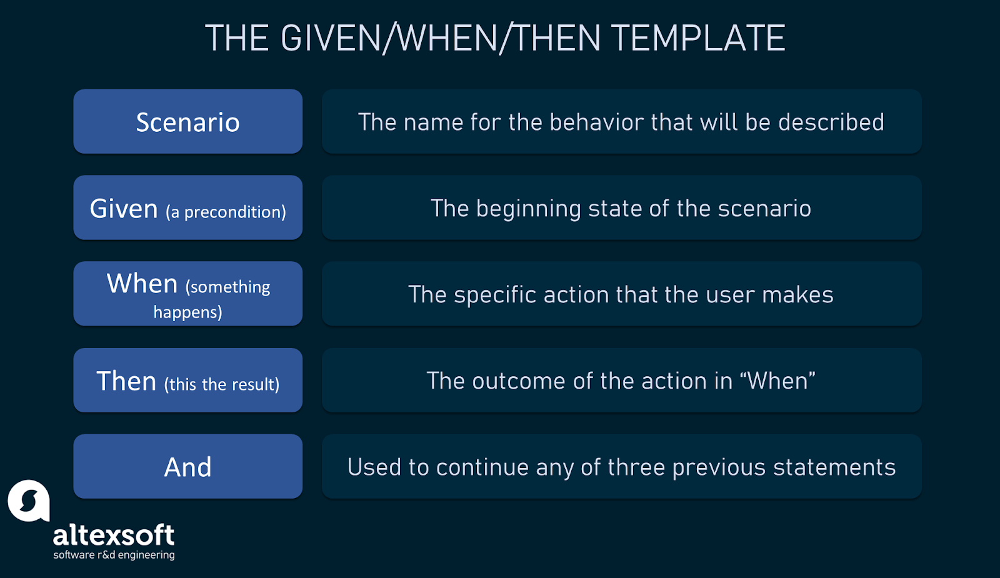 THE GIVEN/WHEN/THEN TEMPLATE
Scenario
The name for the behavior that will be described
Given (a precondition)
The beginning state of the scenario
When (something
happens)
The specific action that the user makes
Then (this the result)
The outcome of the action in “When”
And
Used to continue any of three previous statements
altexsoft
software r&d engineering